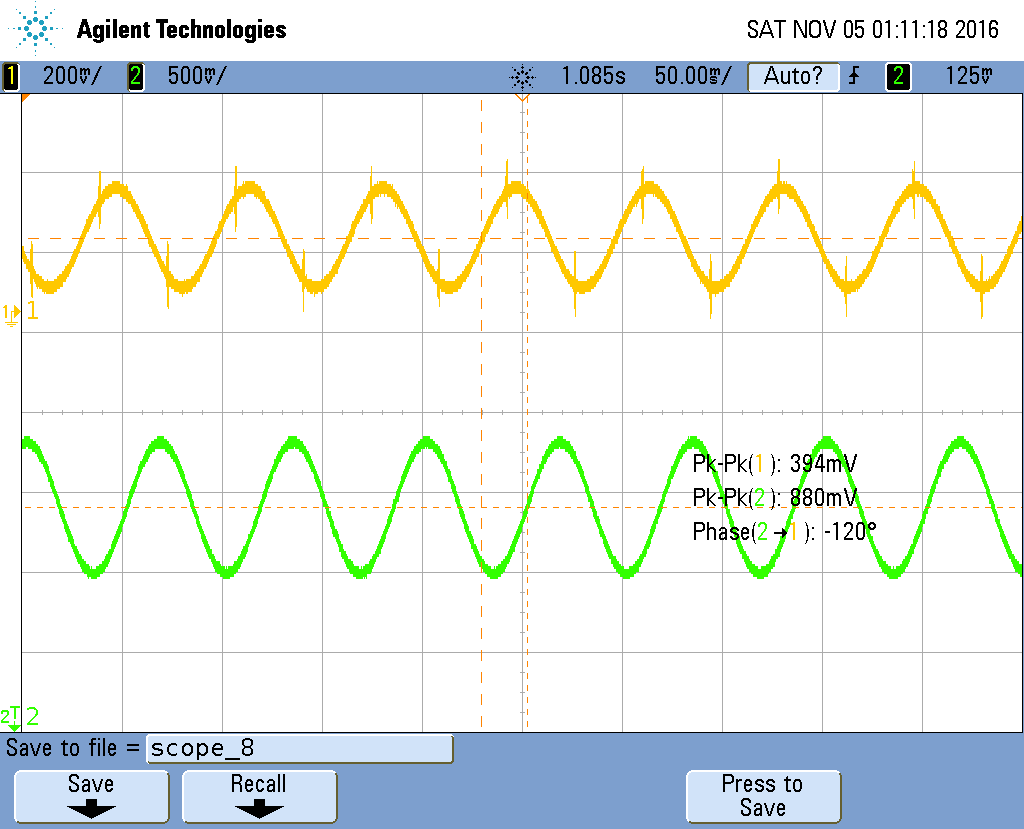 Agilent Technologies SAT NOV 05 01:11:18 2016
1 200mV/ 2 500mV/ 1.085s 50.00ms/ Auto? 2 125mV
1 1
Pk-Pk(1): 394mV
Pk-Pk(2): 880mV
Phase(2→1): -120°
2 2
Save to file = scope_8
Save Recall Press to
Save